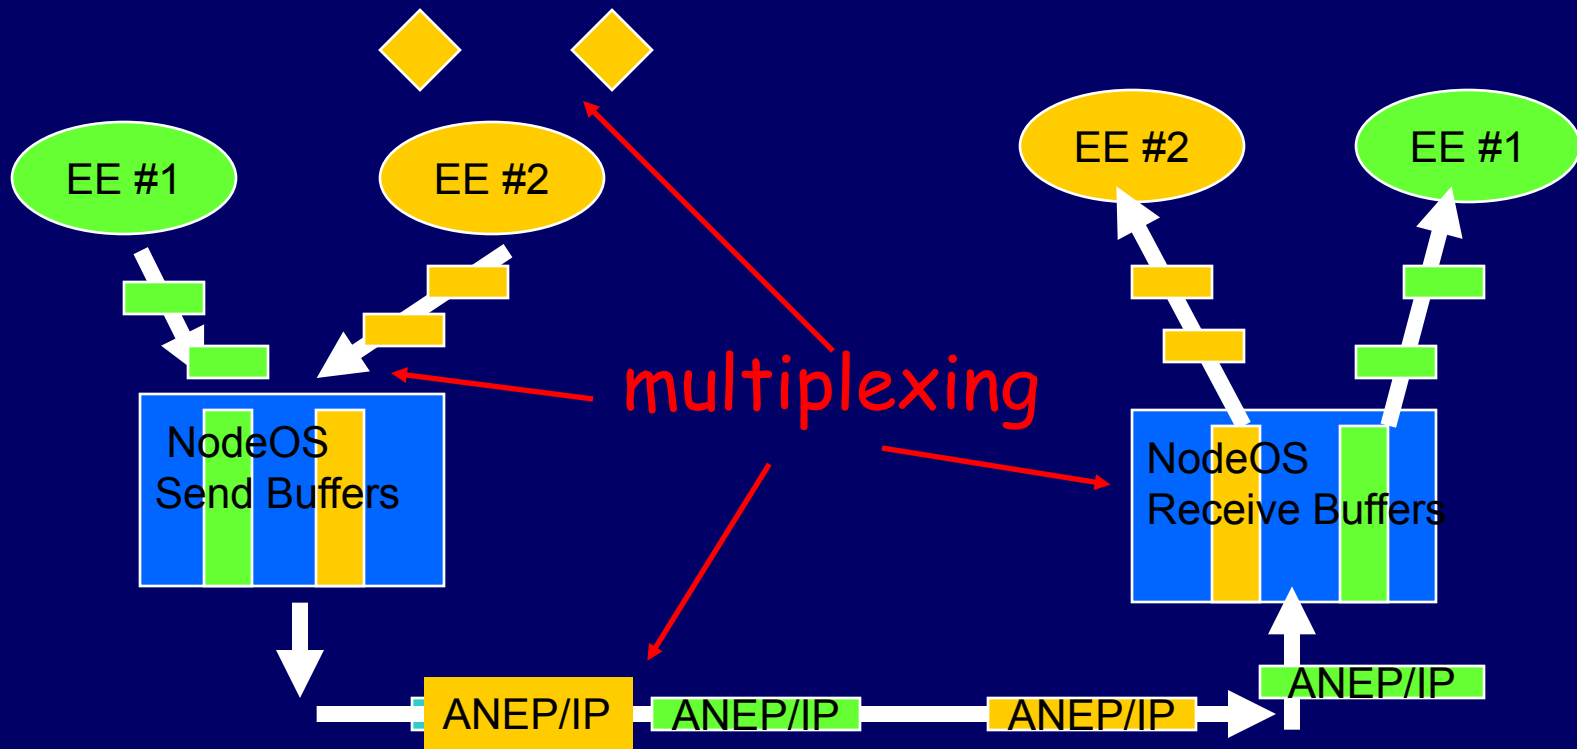 EE #1
EE #2
EE #2
EE #1
multiplexing
NodeOS
Send Buffers
NodeOS
Receive Buffers
ANEP/IP
ANEP/IP
ANEP/IP
ANEP/IP